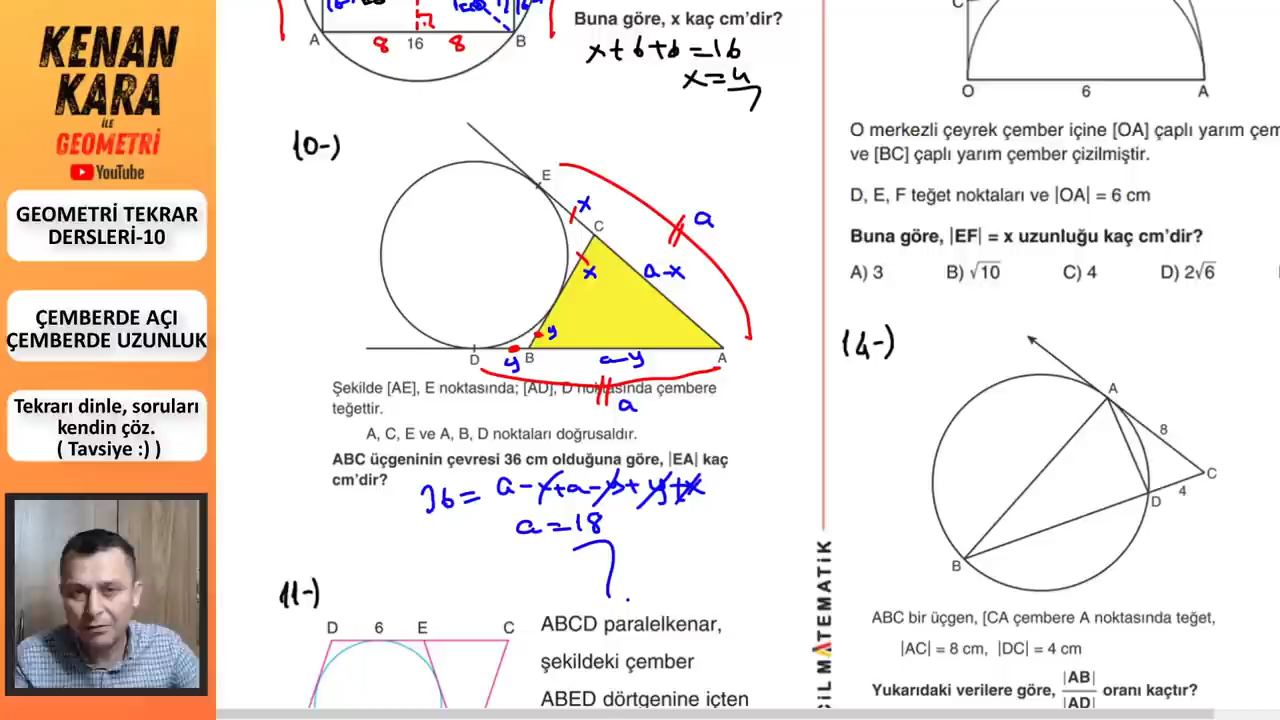 KENAN
KARA
İLE
GEOMETRİ
YouTube
GEOMETRİ TEKRAR
DERSLERİ-10
ÇEMBERDE AÇI
ÇEMBERDE UZUNLUK
Tekrarı dinle, soruları
kendin çöz.
( Tavsiye :) )
A
8
16
8
B
Buna göre, x kaç cm'dir?
x+6+6=16
x=4
10-)
E
x
C
x
a
a-x
y
D
y
B
a-y
A
a
Şekilde [AE], E noktasında; [AD], D noktasında çembere
teğettir.
A, C, E ve A, B, D noktaları doğrusaldır.
ABC üçgeninin çevresi 36 cm olduğuna göre, |EA| kaç
cm'dir?
36= a-x+a-y+y+x
a=18
11-)
D
6
E
C
ABCD paralelkenar,
şekildeki çember
ABED dörtgenine içten
C
O
6
A
O merkezli çeyrek çember içine [OA] çaplı yarım çem
ve [BC] çaplı yarım çember çizilmiştir.
D, E, F teğet noktaları ve |OA| = 6 cm
Buna göre, |EF| = x uzunluğu kaç cm'dir?
A) 3 B) √10 C) 4 D) 2√6
14-)
A
8
C
D
4
B
ABC bir üçgen, [CA çembere A noktasında teğet,
|AC| = 8 cm, |DC| = 4 cm
Yukarıdaki verilere göre, |AB|/|AD| oranı kaçtır?
MATEMATİK